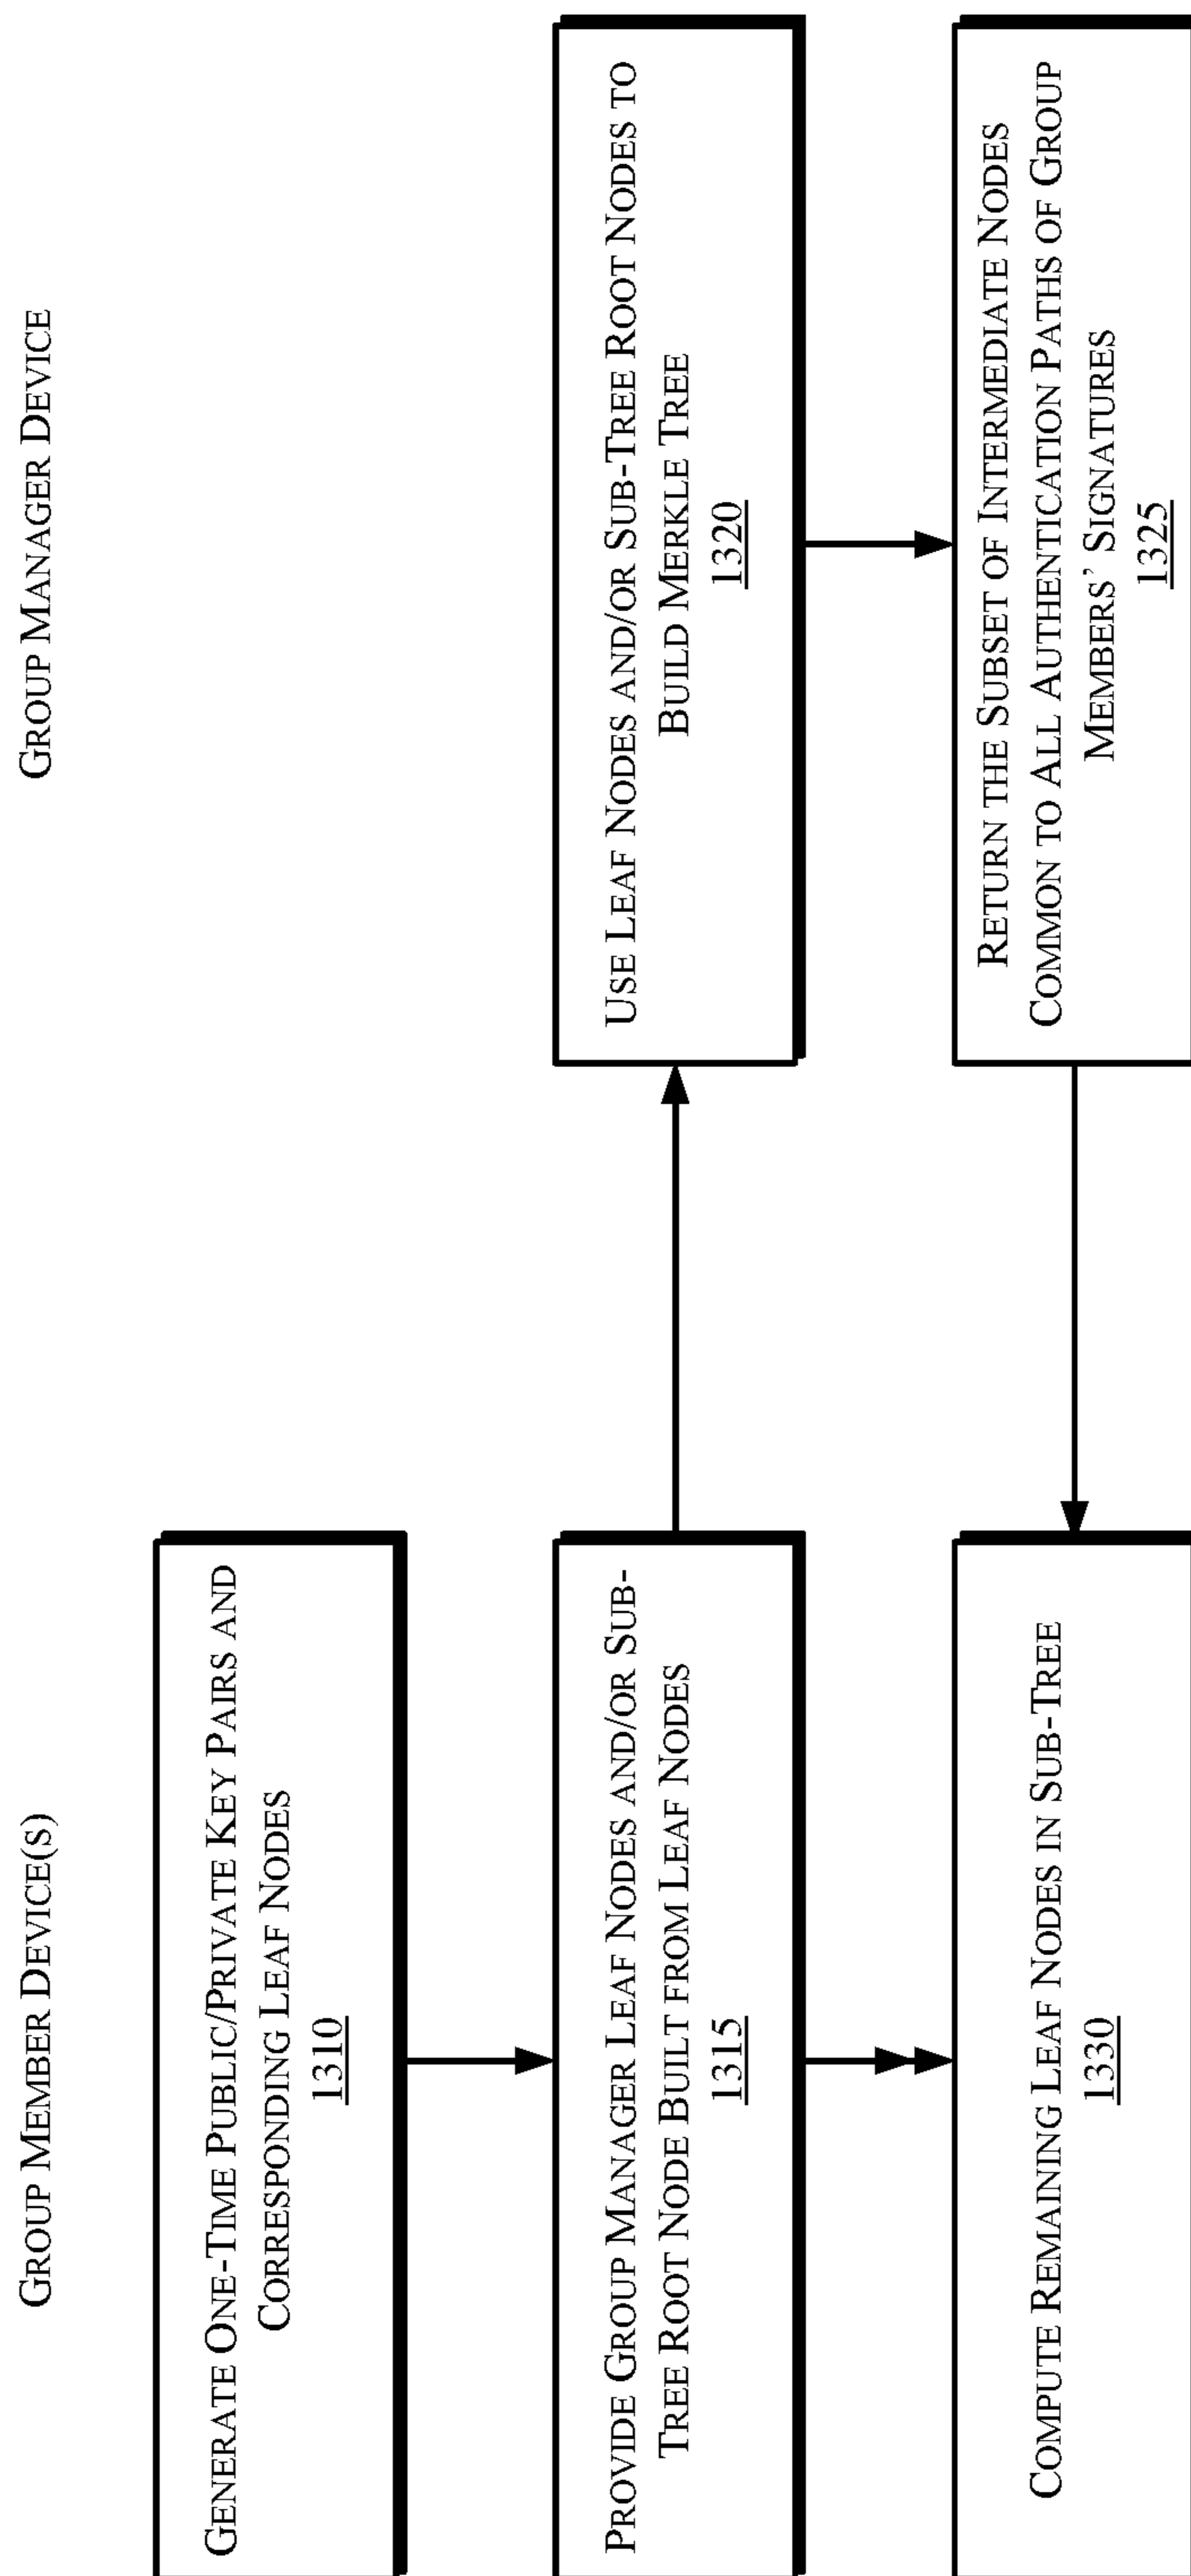 GROUP MEMBER DEVICE(S)
GROUP MANAGER DEVICE
GENERATE ONE-TIME PUBLIC/PRIVATE KEY PAIRS AND
CORRESPONDING LEAF NODES
1310
PROVIDE GROUP MANAGER LEAF NODES AND/OR SUB-
TREE ROOT NODE BUILT FROM LEAF NODES
1315
USE LEAF NODES AND/OR SUB-TREE ROOT NODES TO
BUILD MERKLE TREE
1320
RETURN THE SUBSET OF INTERMEDIATE NODES
COMMON TO ALL AUTHENTICATION PATHS OF GROUP
MEMBERS' SIGNATURES
1325
COMPUTE REMAINING LEAF NODES IN SUB-TREE
1330